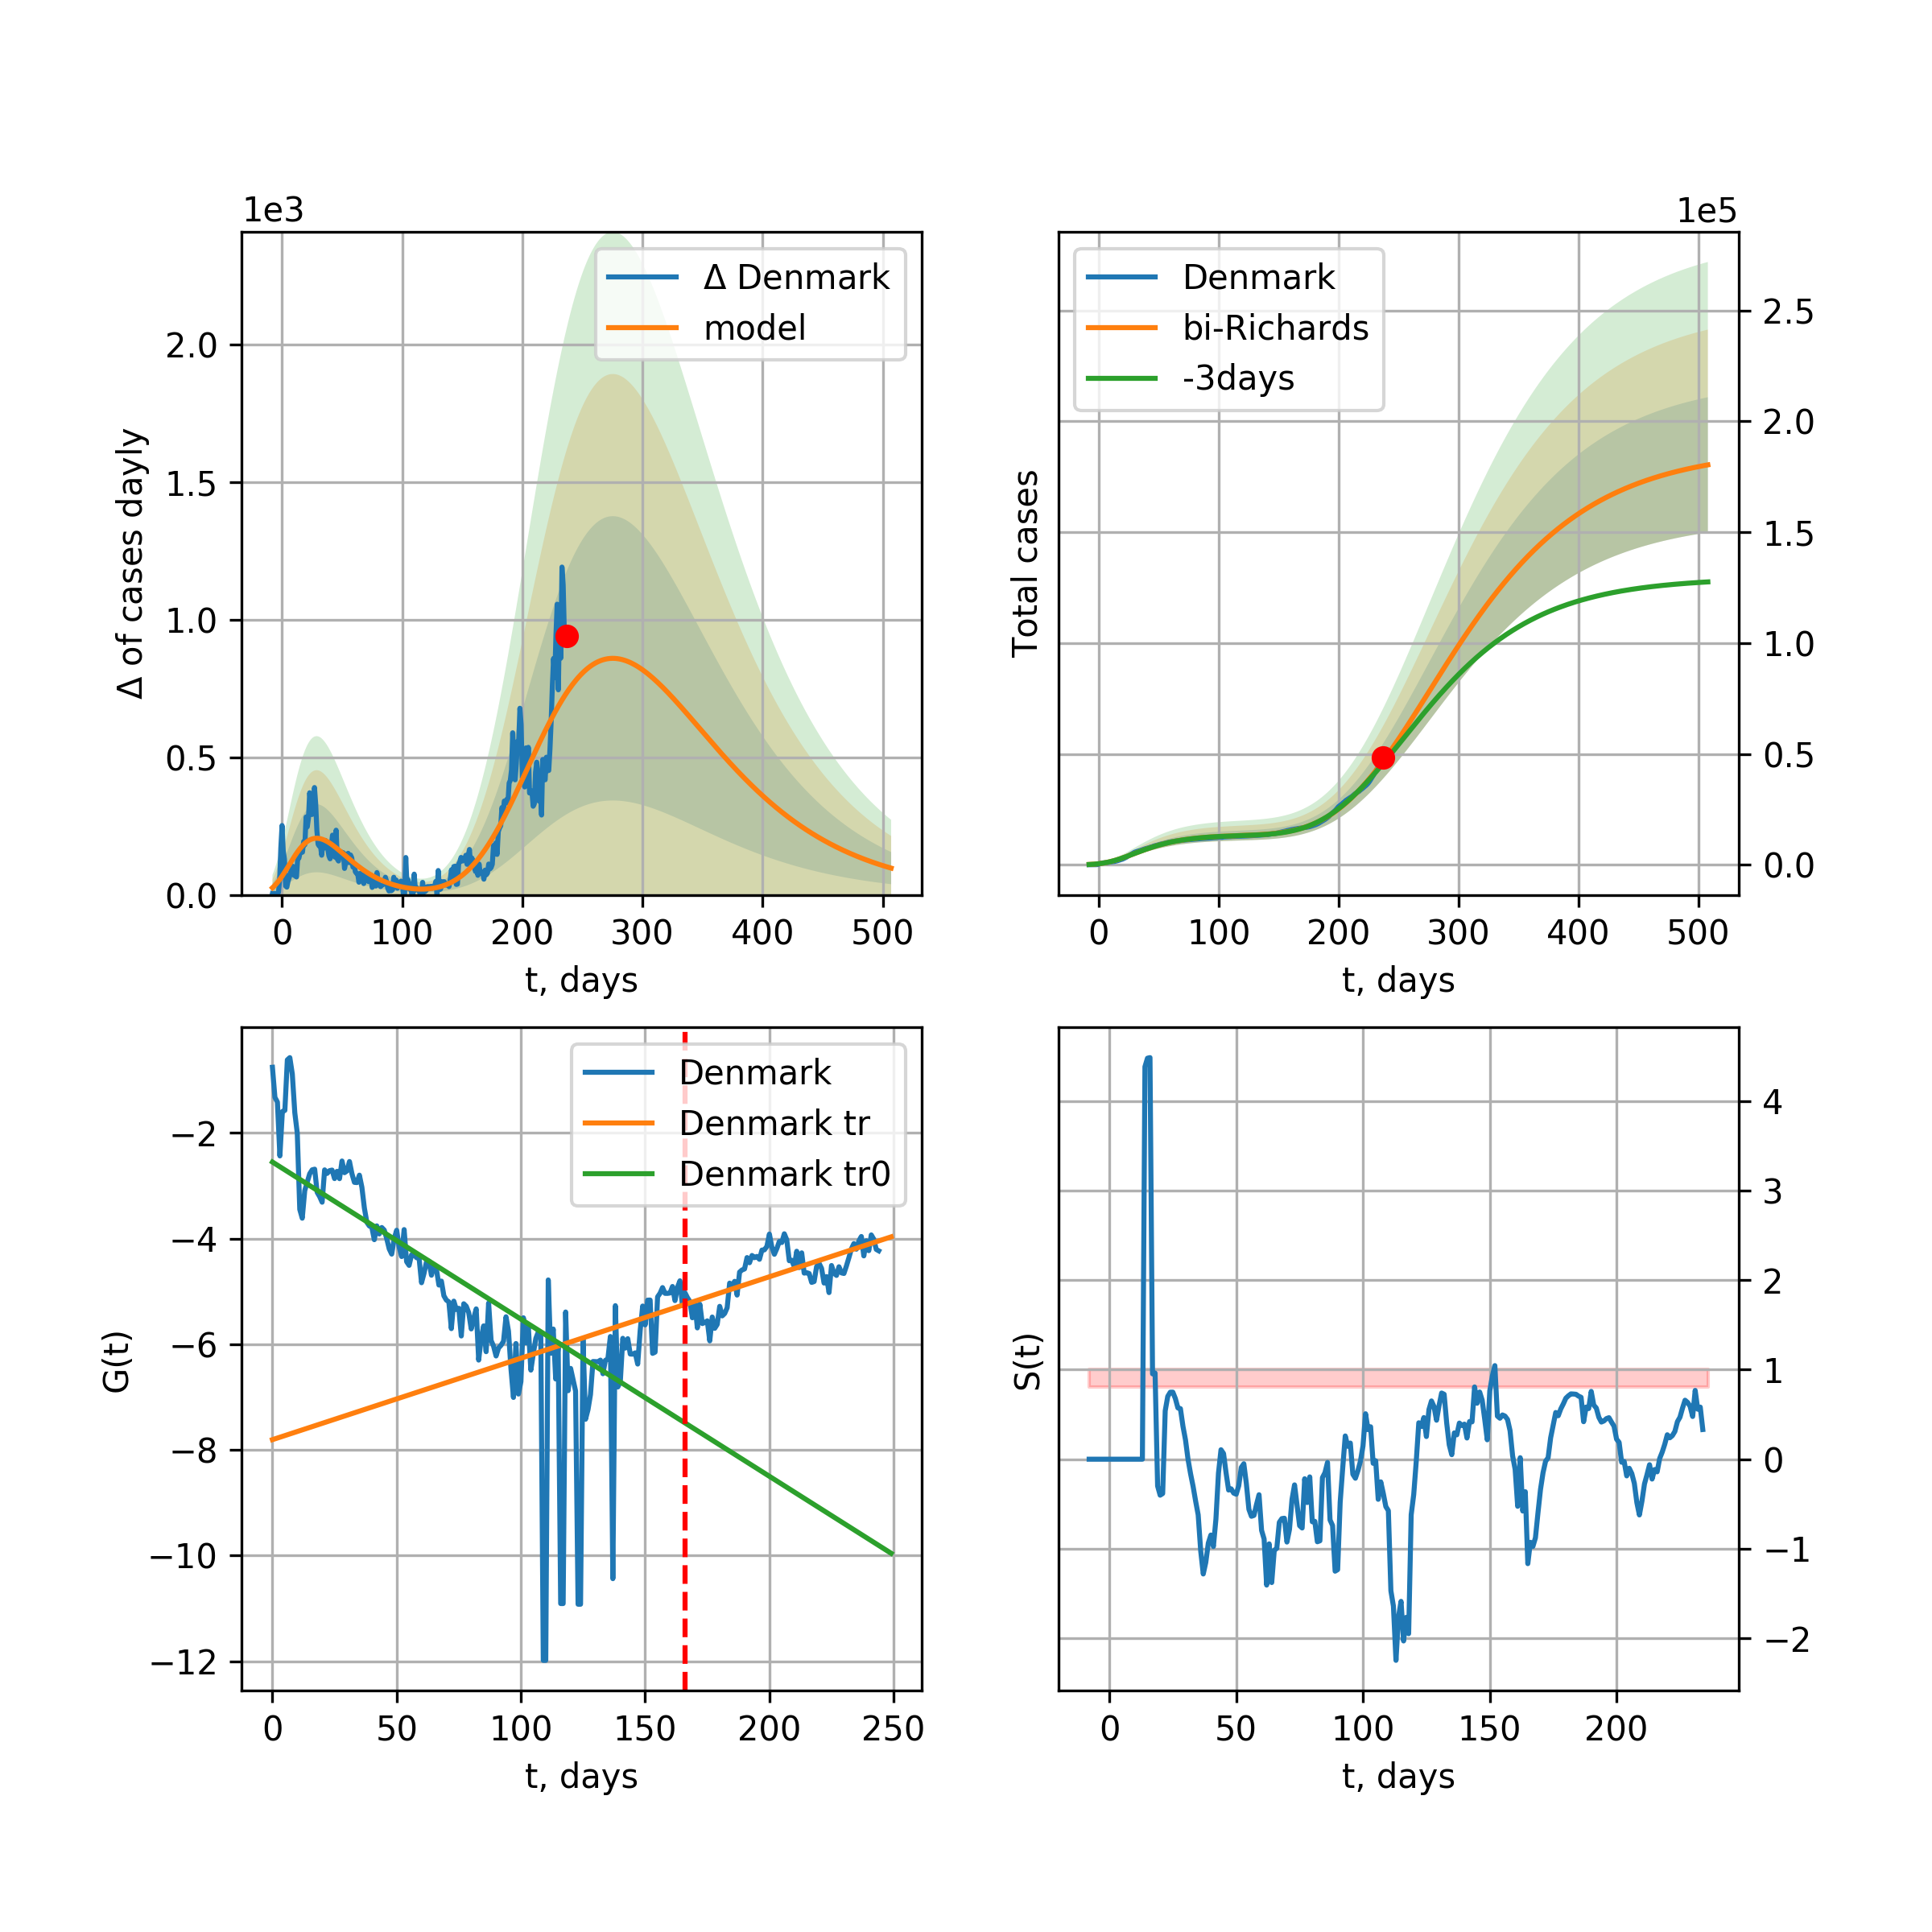 1e3
Δ of cases dayly
2.0
1.5
1.0
0.5
0.0
Δ Denmark
model
0 100 200 300 400 500
t, days
1e5
Total cases
Denmark
bi-Richards
-3days
2.5
2.0
1.5
1.0
0.5
0.0
0 100 200 300 400 500
t, days
G(t)
−2
−4
−6
−8
−10
−12
Denmark
Denmark tr
Denmark tr0
0 50 100 150 200 250
t, days
S(t)
4
3
2
1
0
−1
−2
0 50 100 150 200
t, days